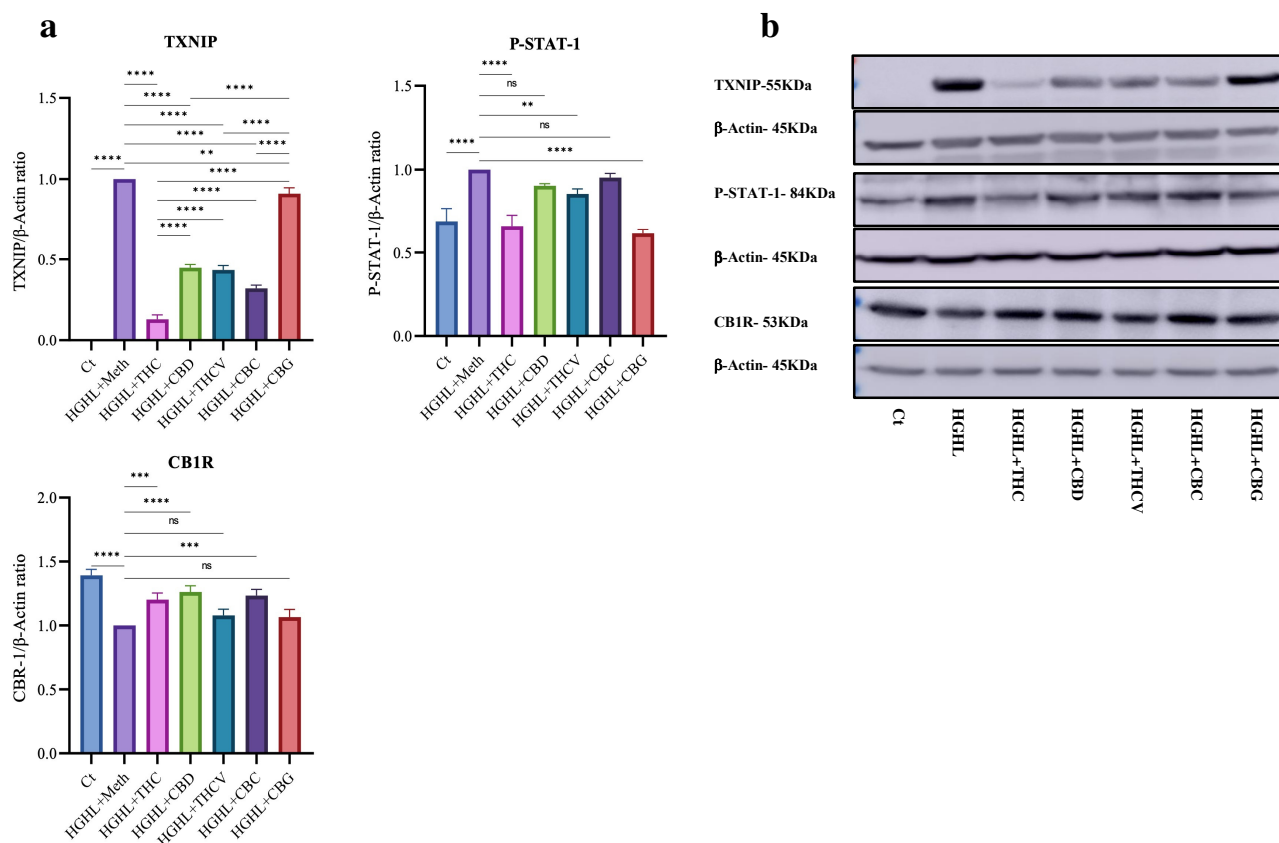 a
b
TXNIP
****
****
****
****
****
****
****
**
****
****
****
****
****
TXNIP/β-Actin ratio
1.5
1.0
0.5
0.0
Ct
HGHL+Meth
HGHL+THC
HGHL+CBD
HGHL+THCV
HGHL+CBC
HGHL+CBG
P-STAT-1
****
ns
**
ns
****
****
P-STAT-1/β-Actin ratio
1.5
1.0
0.5
0.0
Ct
HGHL+Meth
HGHL+THC
HGHL+CBD
HGHL+THCV
HGHL+CBC
HGHL+CBG
CB1R
***
****
ns
***
****
ns
CBR-1/β-Actin ratio
2.0
1.5
1.0
0.5
0.0
Ct
HGHL+Meth
HGHL+THC
HGHL+CBD
HGHL+THCV
HGHL+CBC
HGHL+CBG
TXNIP-55KDa
β-Actin- 45KDa
P-STAT-1- 84KDa
β-Actin- 45KDa
CB1R- 53KDa
β-Actin- 45KDa
Ct
HGHL
HGHL+THC
HGHL+CBD
HGHL+THCV
HGHL+CBC
HGHL+CBG